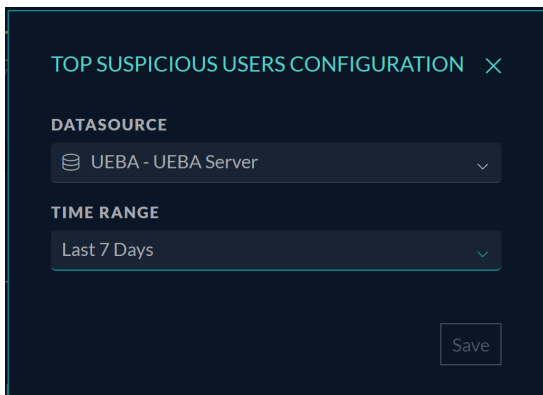 TOP SUSPICIOUS USERS CONFIGURATION
DATASOURCE
UEBA - UEBA Server
TIME RANGE
Last 7 Days
Save